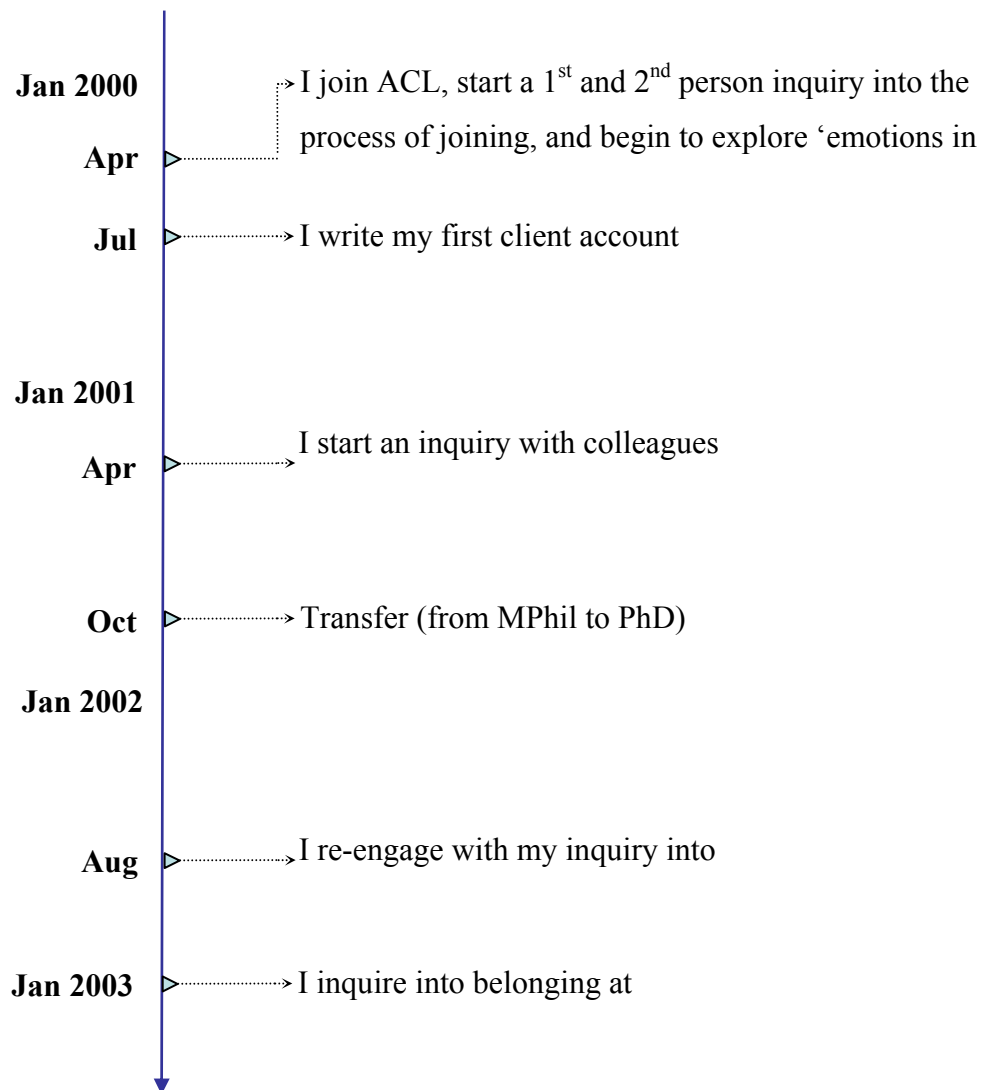 Jan 2000
I join ACL, start a 1st and 2nd person inquiry into the
process of joining, and begin to explore ‘emotions in
Apr
Jul
I write my first client account
Jan 2001
I start an inquiry with colleagues
Apr
Oct
Transfer (from MPhil to PhD)
Jan 2002
I re-engage with my inquiry into
Aug
Jan 2003
I inquire into belonging at